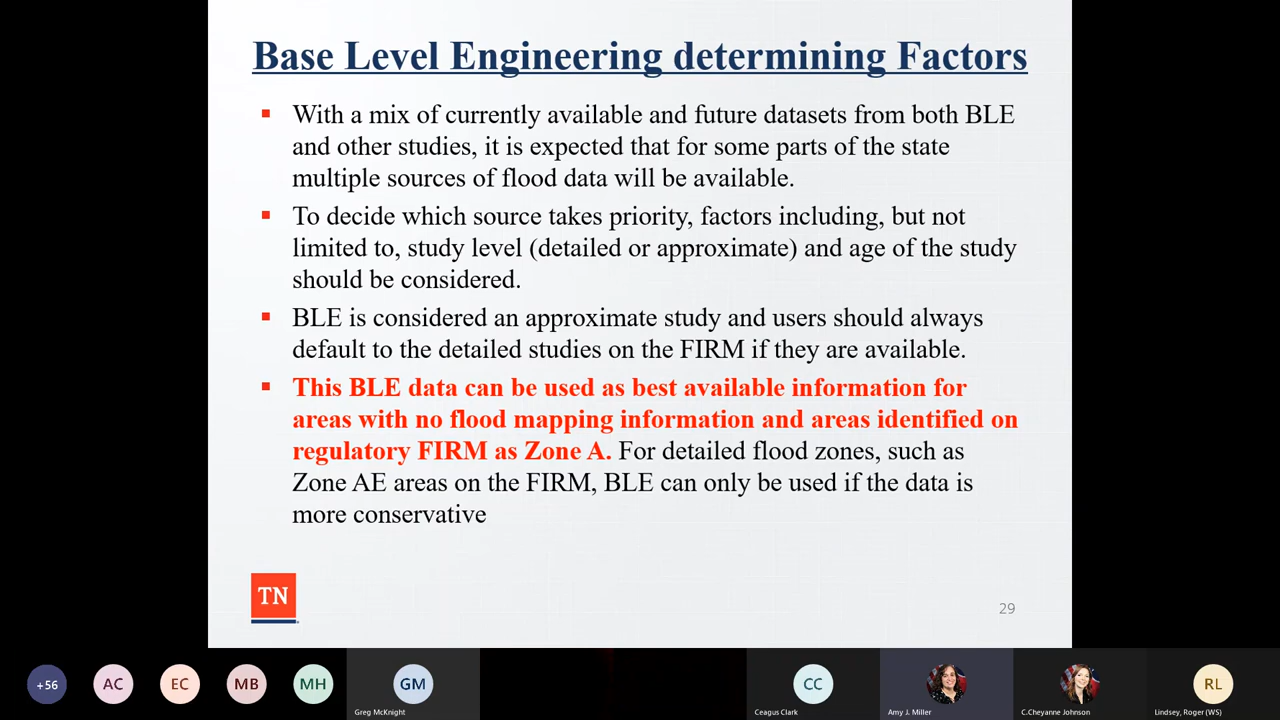 Base Level Engineering determining Factors
With a mix of currently available and future datasets from both BLE
and other studies, it is expected that for some parts of the state
multiple sources of flood data will be available.
To decide which source takes priority, factors including, but not
limited to, study level (detailed or approximate) and age of the study
should be considered.
BLE is considered an approximate study and users should always
default to the detailed studies on the FIRM if they are available.
This BLE data can be used as best available information for
areas with no flood mapping information and areas identified on
regulatory FIRM as Zone A. For detailed flood zones, such as
Zone AE areas on the FIRM, BLE can only be used if the data is
more conservative
TN
29
+56 AC EC MB MH GM CC RL
Greg McKnight Ceagus Clark Amy J. Miller C.Cheyanne Johnson Lindsey, Roger (WS)